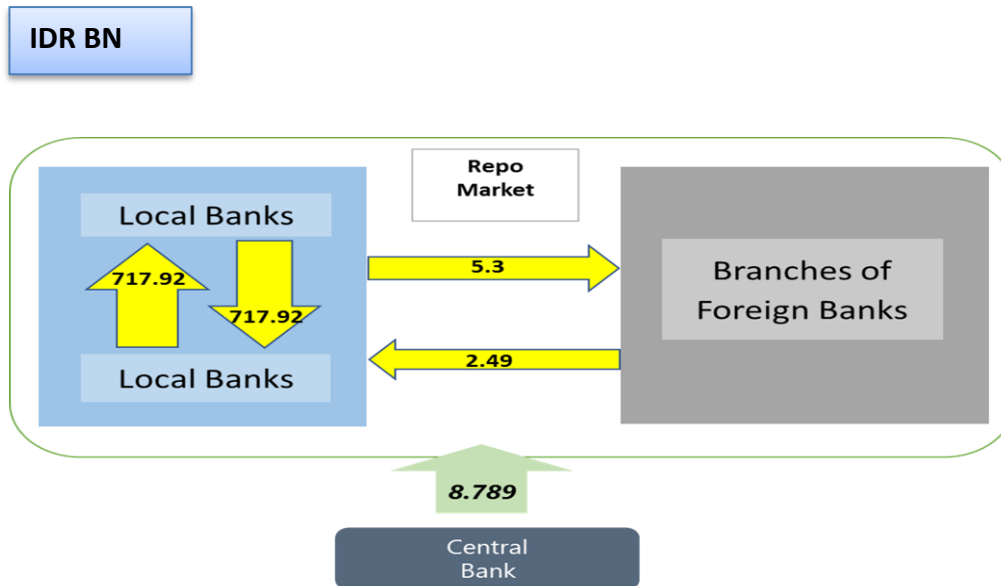 IDR BN
Repo
Market
Local Banks
717.92
717.92
Local Banks
5.3
2.49
Branches of
Foreign Banks
8.789
Central
Bank